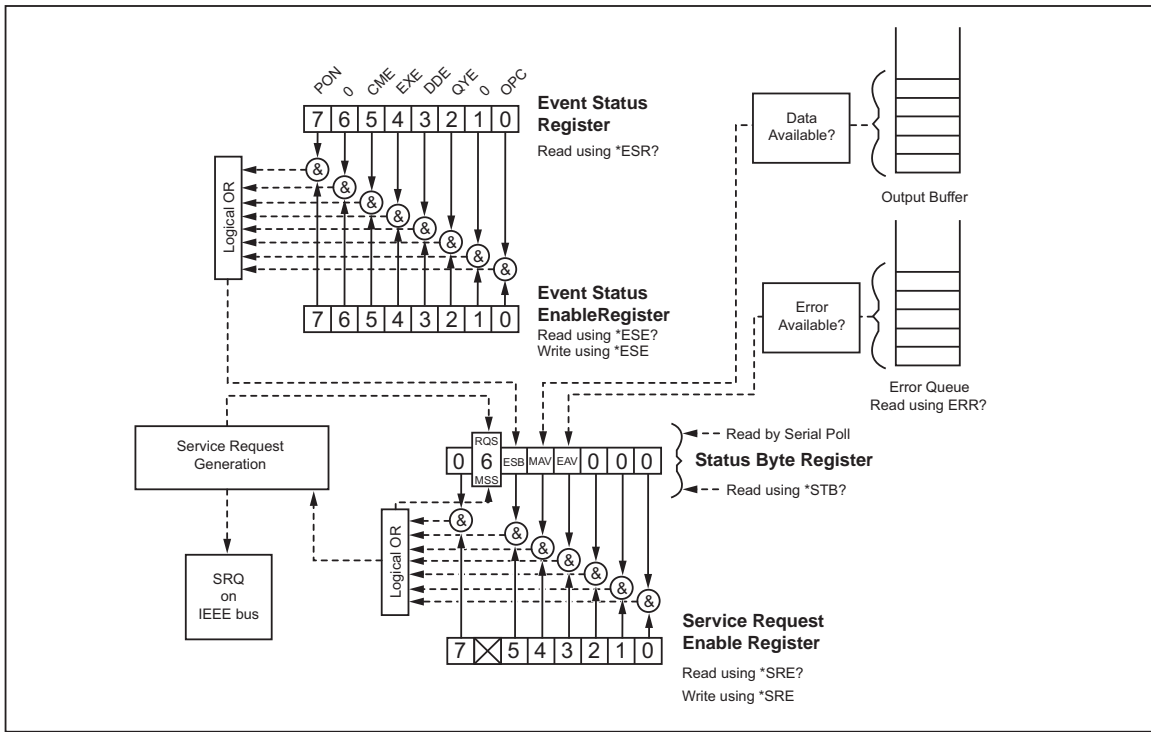 PON 0 CME EXE DDE QYE 0 OPC
7 6 5 4 3 2 1 0
Event Status
Register
Read using *ESR?
& & & & & & & &
Logical OR
Event Status
EnableRegister
7 6 5 4 3 2 1 0
Read using *ESE?
Write using *ESE
Data
Available?
Output Buffer
Error
Available?
Error Queue
Read using ERR?
Service Request
Generation
SRQ
on
IEEE bus
RQS
0 6 ESB MAV EAV 0 0 0
MSS
Read by Serial Poll
Status Byte Register
Read using *STB?
& & & & & & &
Logical OR
7 5 4 3 2 1 0
Service Request
Enable Register
Read using *SRE?
Write using *SRE